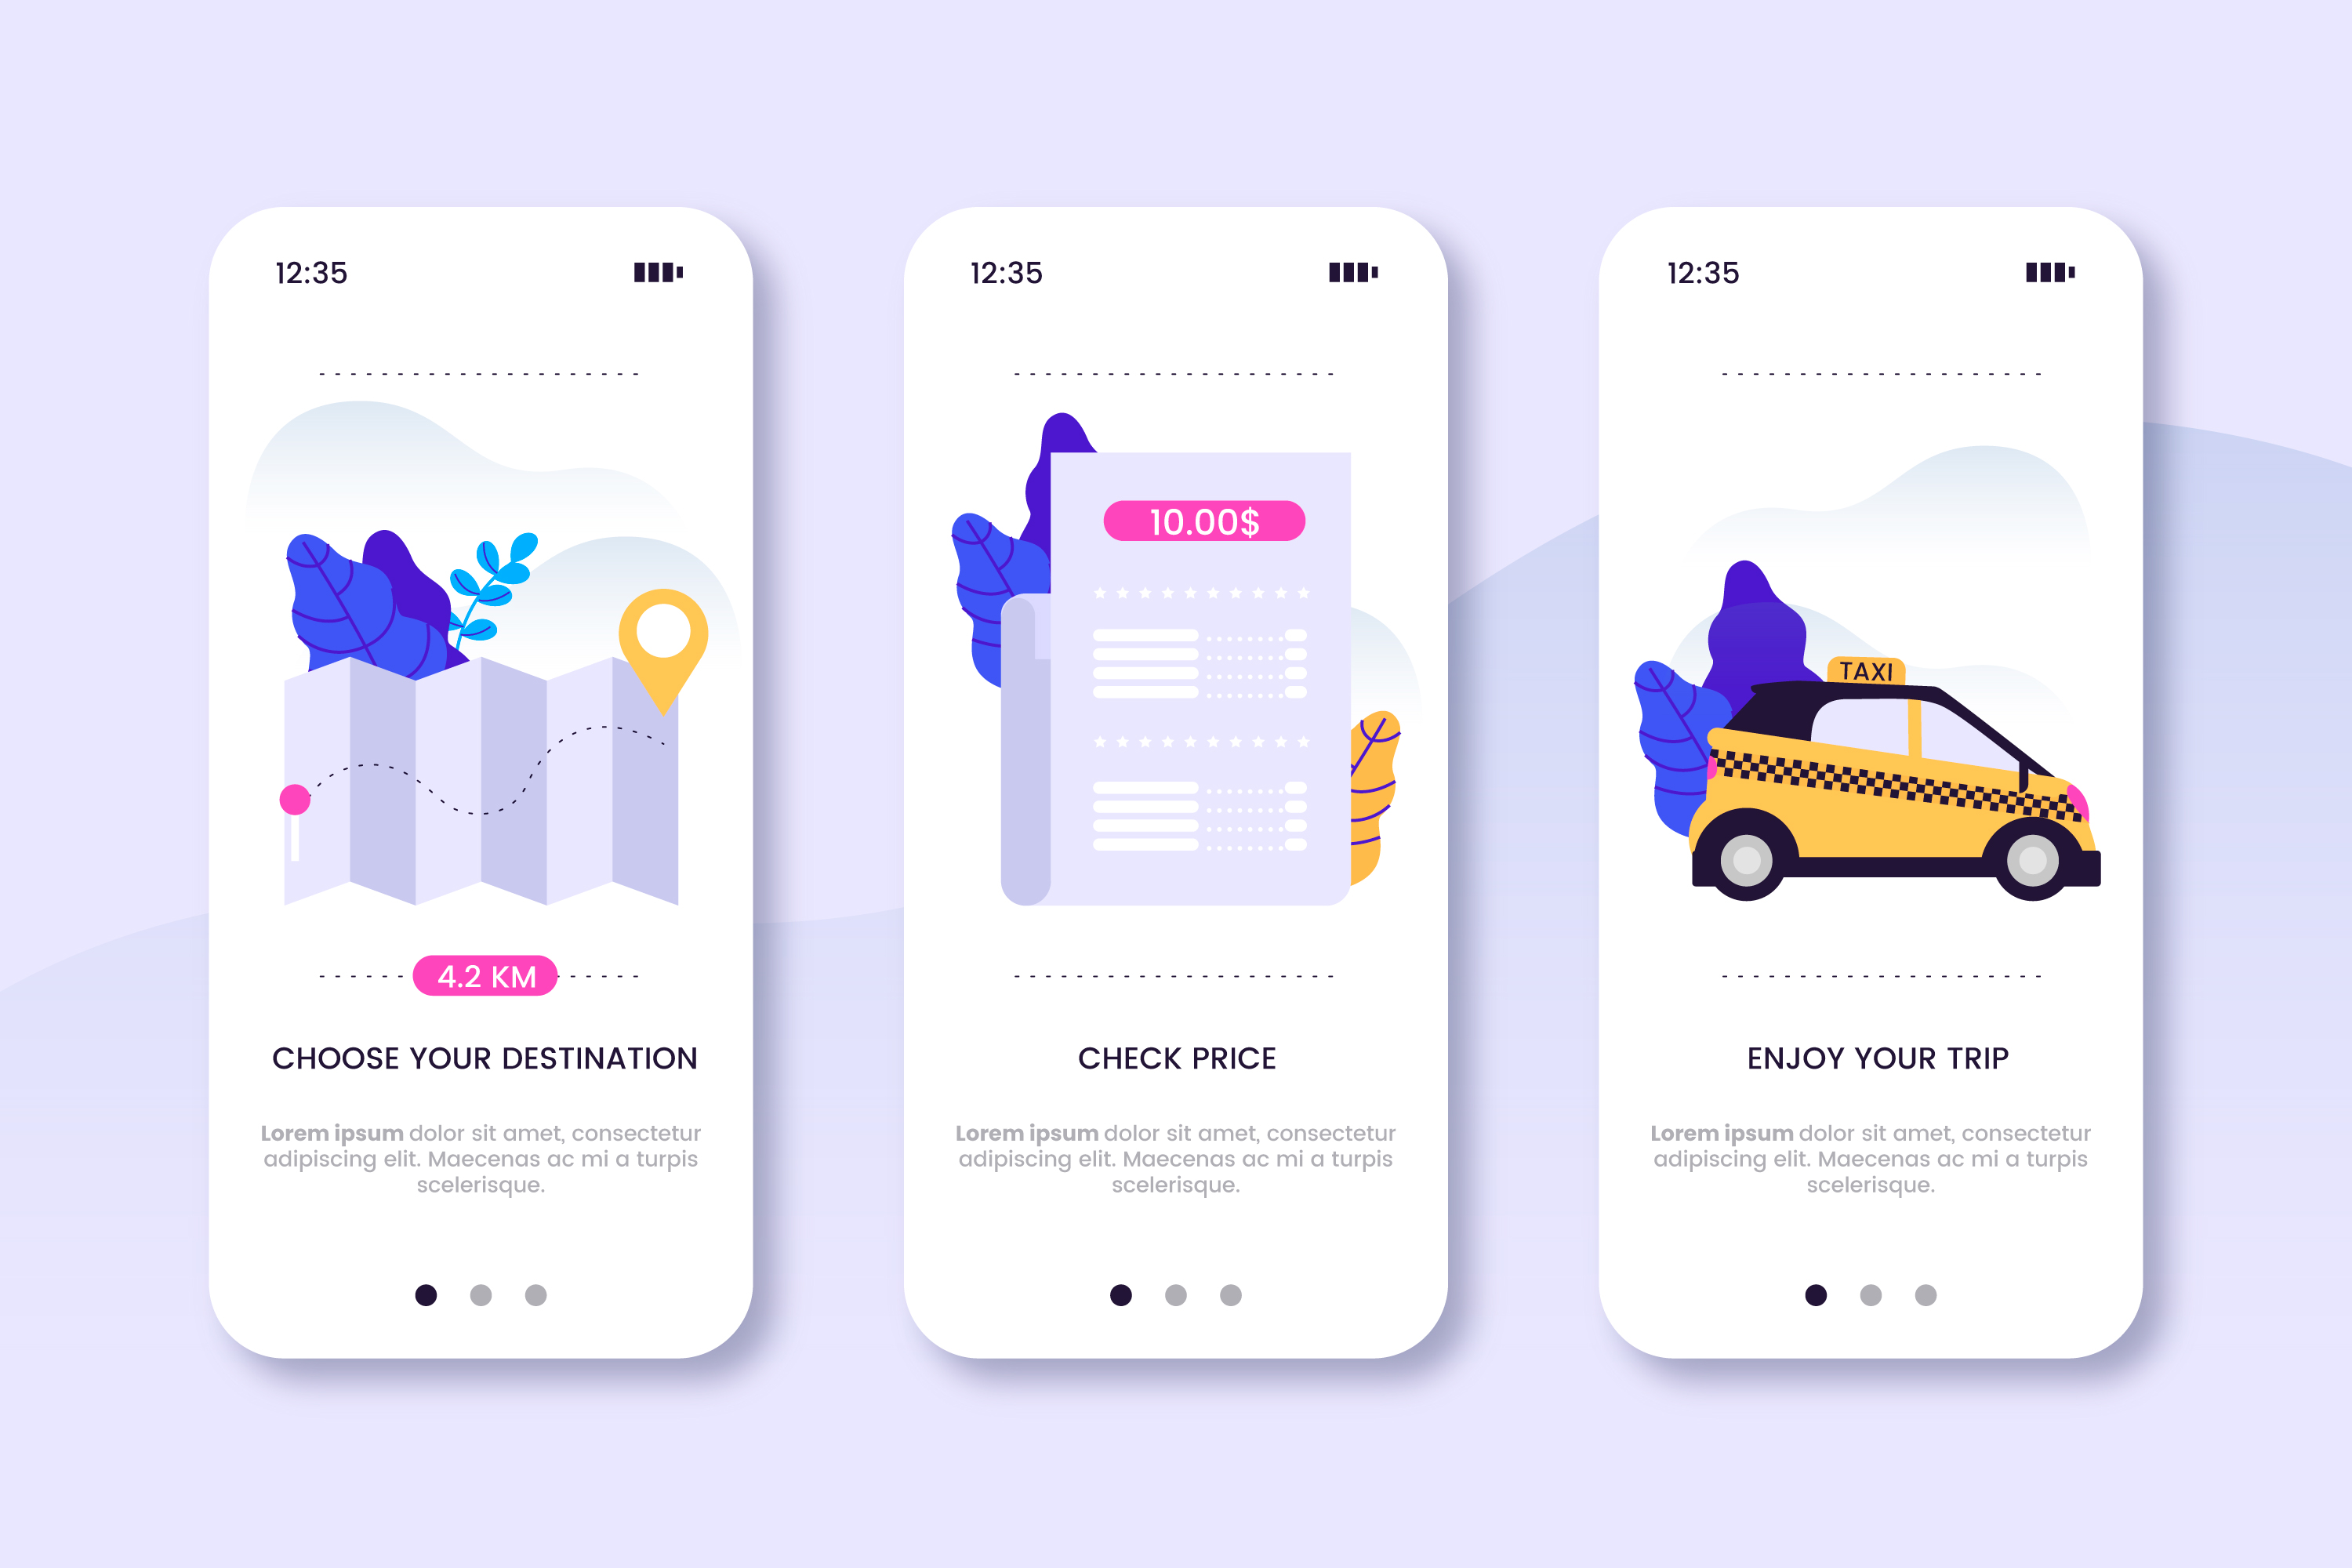 12:35
4.2 KM
CHOOSE YOUR DESTINATION
Lorem ipsum dolor sit amet, consectetur
adipiscing elit. Maecenas ac mi a turpis
scelerisque.
12:35
10.00$
CHECK PRICE
Lorem ipsum dolor sit amet, consectetur
adipiscing elit. Maecenas ac mi a turpis
scelerisque.
12:35
TAXI
ENJOY YOUR TRIP
Lorem ipsum dolor sit amet, consectetur
adipiscing elit. Maecenas ac mi a turpis
scelerisque.